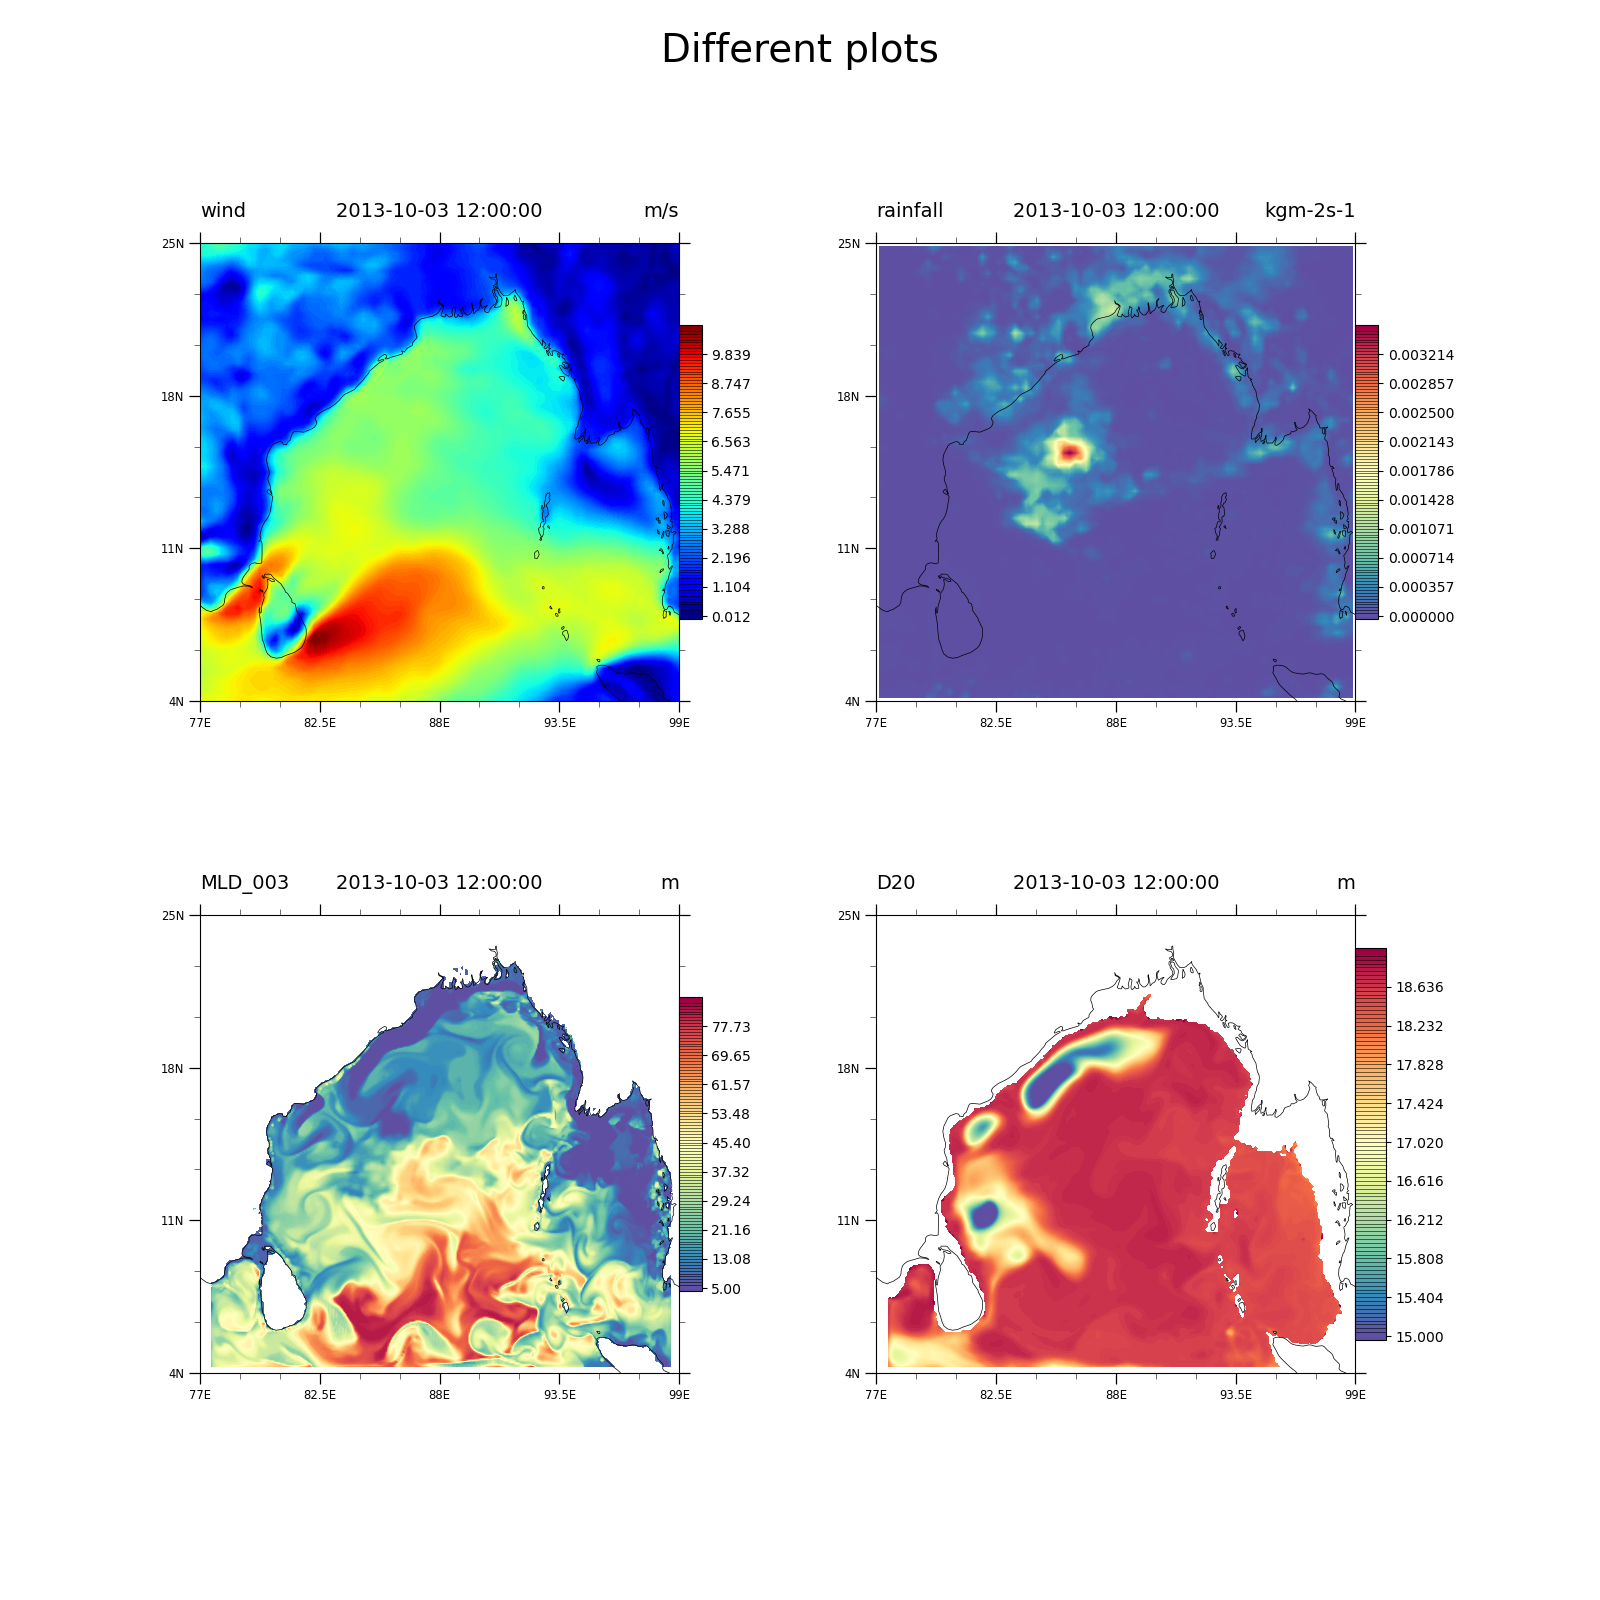 Different plots
wind 2013-10-03 12:00:00 m/s
25N
18N
11N
4N
77E 82.5E 88E 93.5E 99E
9.839
8.747
7.655
6.563
5.471
4.379
3.288
2.196
1.104
0.012
rainfall 2013-10-03 12:00:00 kgm-2s-1
25N
18N
11N
4N
77E 82.5E 88E 93.5E 99E
0.003214
0.002857
0.002500
0.002143
0.001786
0.001428
0.001071
0.000714
0.000357
0.000000
MLD_003 2013-10-03 12:00:00 m
25N
18N
11N
4N
77E 82.5E 88E 93.5E 99E
77.73
69.65
61.57
53.48
45.40
37.32
29.24
21.16
13.08
5.00
D20 2013-10-03 12:00:00 m
25N
18N
11N
4N
77E 82.5E 88E 93.5E 99E
18.636
18.232
17.828
17.424
17.020
16.616
16.212
15.808
15.404
15.000